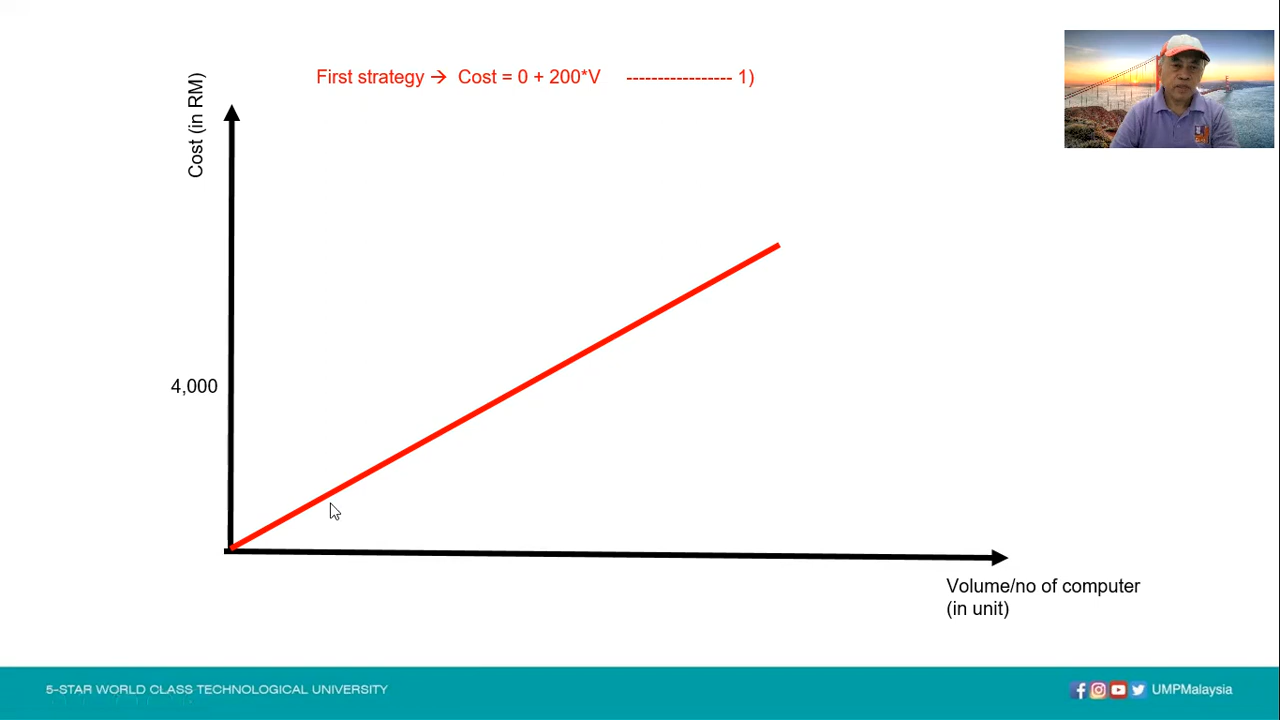 First strategy → Cost = 0 + 200*V ----------------- 1)
Cost (in RM)
4,000
Volume/no of computer
(in unit)
5-STAR WORLD CLASS TECHNOLOGICAL UNIVERSITY
UMPMalaysia